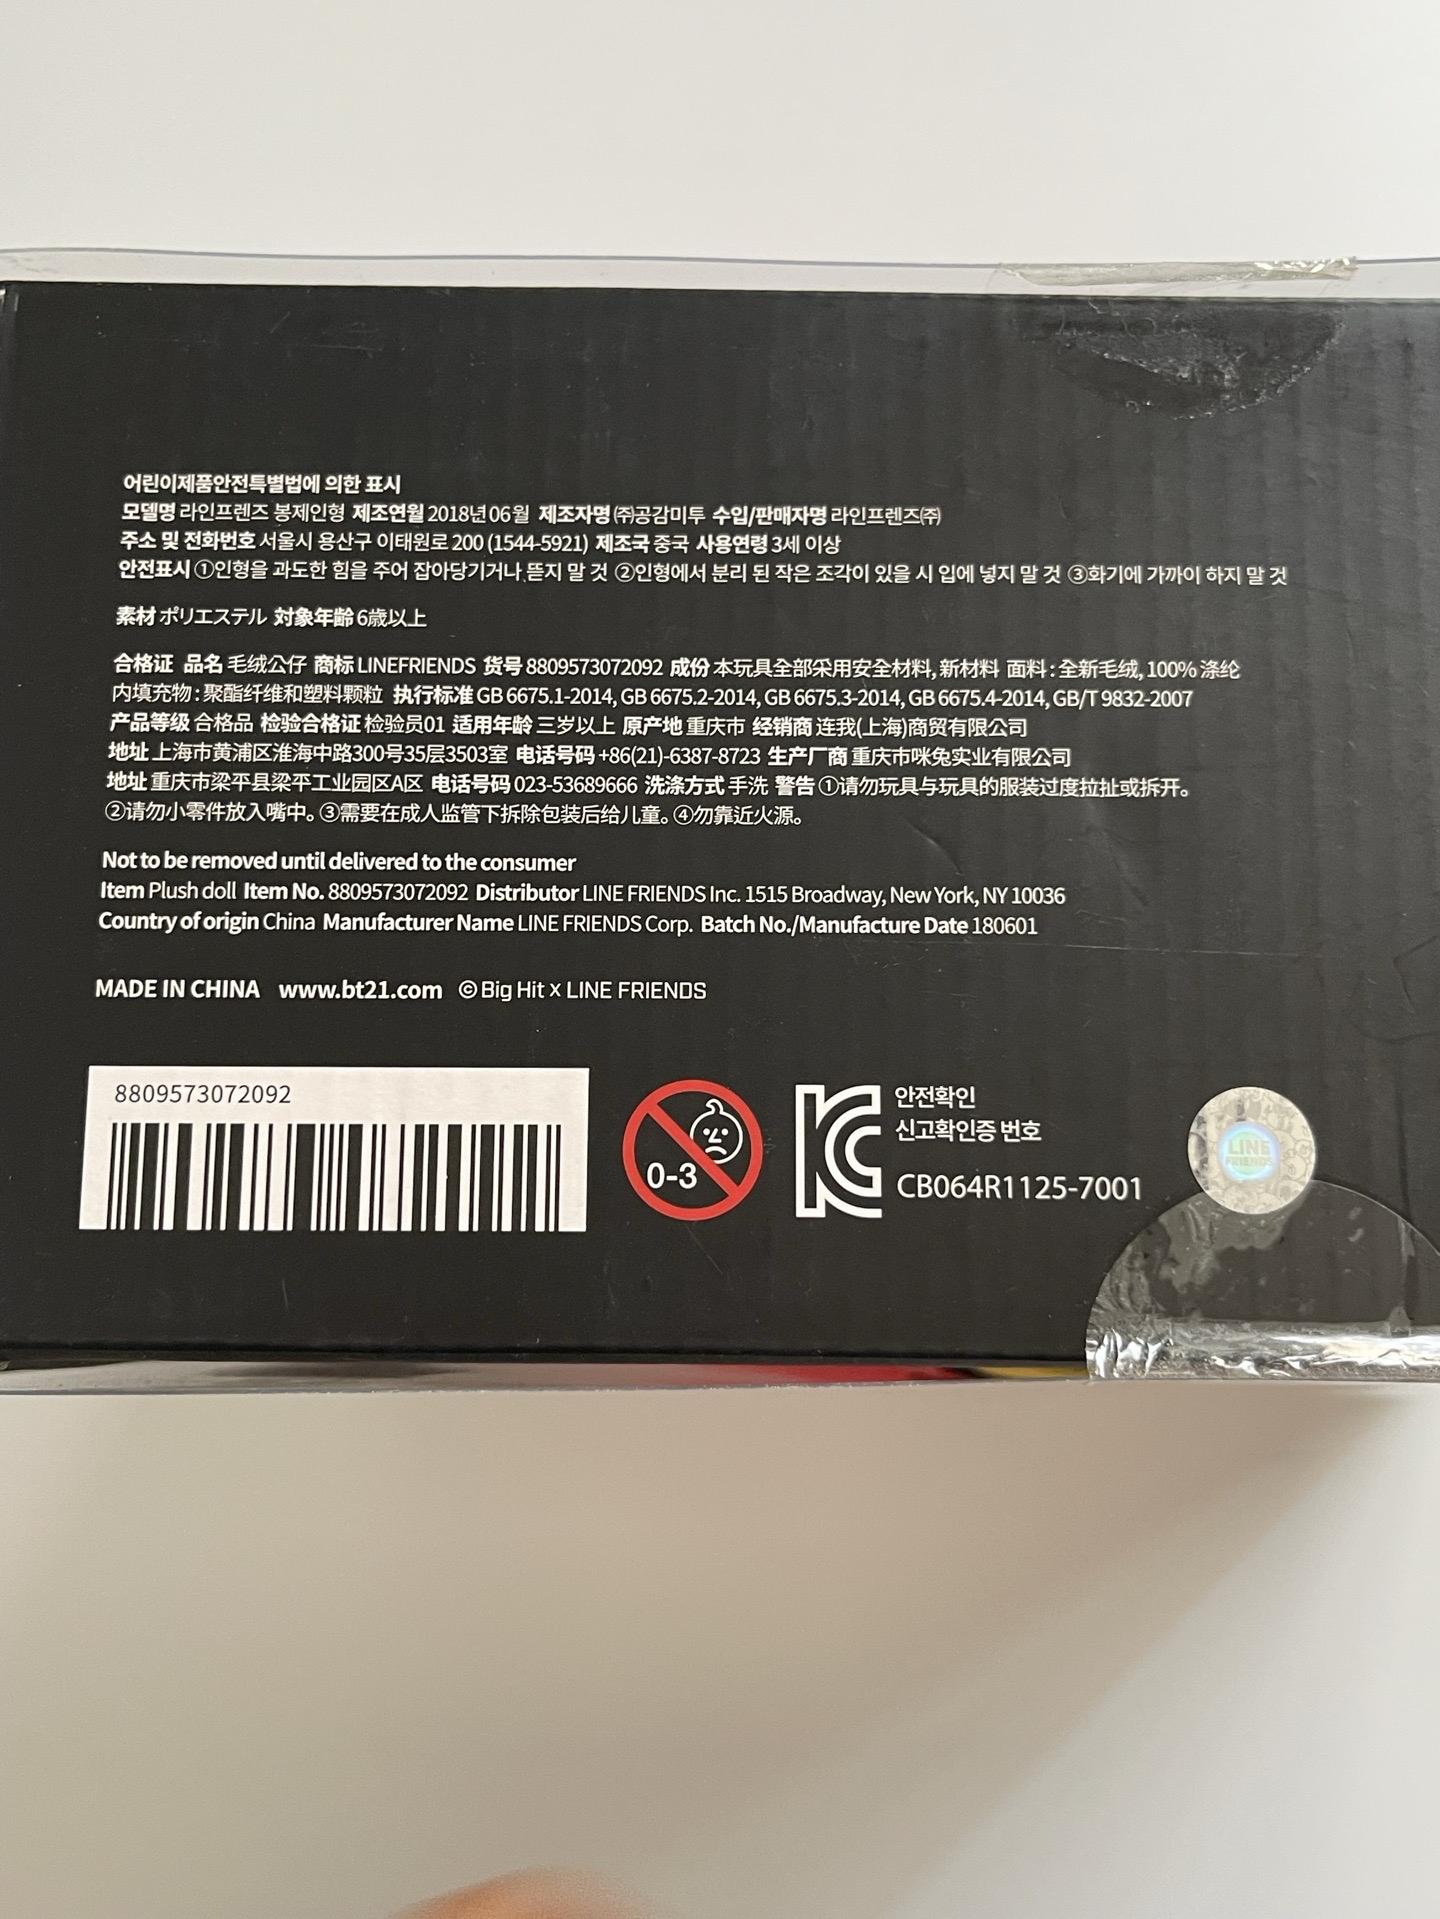 어린이제품안전특별법에 의한 표시
모델명 라인프렌즈 봉제인형 제조연월 2018년 06월 제조자명 ㈜공감미투 수입/판매자명 라인프렌즈㈜
주소 및 전화번호 서울시 용산구 이태원로 200 (1544-5921) 제조국 중국 사용연령 3세 이상
안전표시 ①인형을 과도한 힘을 주어 잡아당기거나 뜯지 말 것 ②인형에서 분리 된 작은 조각이 있을 시 입에 넣지 말 것 ③화기에 가까이 하지 말 것
素材 ポリエステル 対象年齢 6歳以上
合格证 品名 毛绒公仔 商标 LINEFRIENDS 货号 8809573072092 成份 本玩具全部采用安全材料, 新材料 面料 : 全新毛绒, 100% 涤纶
内填充物 : 聚酯纤维和塑料颗粒 执行标准 GB 6675.1-2014, GB 6675.2-2014, GB 6675.3-2014, GB 6675.4-2014, GB/T 9832-2007
产品等级 合格品 检验合格证 检验员01 适用年龄 三岁以上 原产地 重庆市 经销商 连我(上海)商贸有限公司
地址 上海市黄浦区淮海中路300号35层3503室 电话号码 +86(21)-6387-8723 生产厂商 重庆市咪兔实业有限公司
地址 重庆市梁平县梁平工业园区A区 电话号码 023-53689666 洗涤方式 手洗 警告 ①请勿玩具与玩具的服装过度拉扯或拆开。
②请勿小零件放入嘴中。③需要在成人监管下拆除包装后给儿童。④勿靠近火源。
Not to be removed until delivered to the consumer
Item Plush doll Item No. 8809573072092 Distributor LINE FRIENDS Inc. 1515 Broadway, New York, NY 10036
Country of origin China Manufacturer Name LINE FRIENDS Corp. Batch No./Manufacture Date 180601
MADE IN CHINA www.bt21.com © Big Hit x LINE FRIENDS
8809573072092
0-3
안전확인
신고확인증 번호
CB064R1125-7001
LINE
FRIENDS